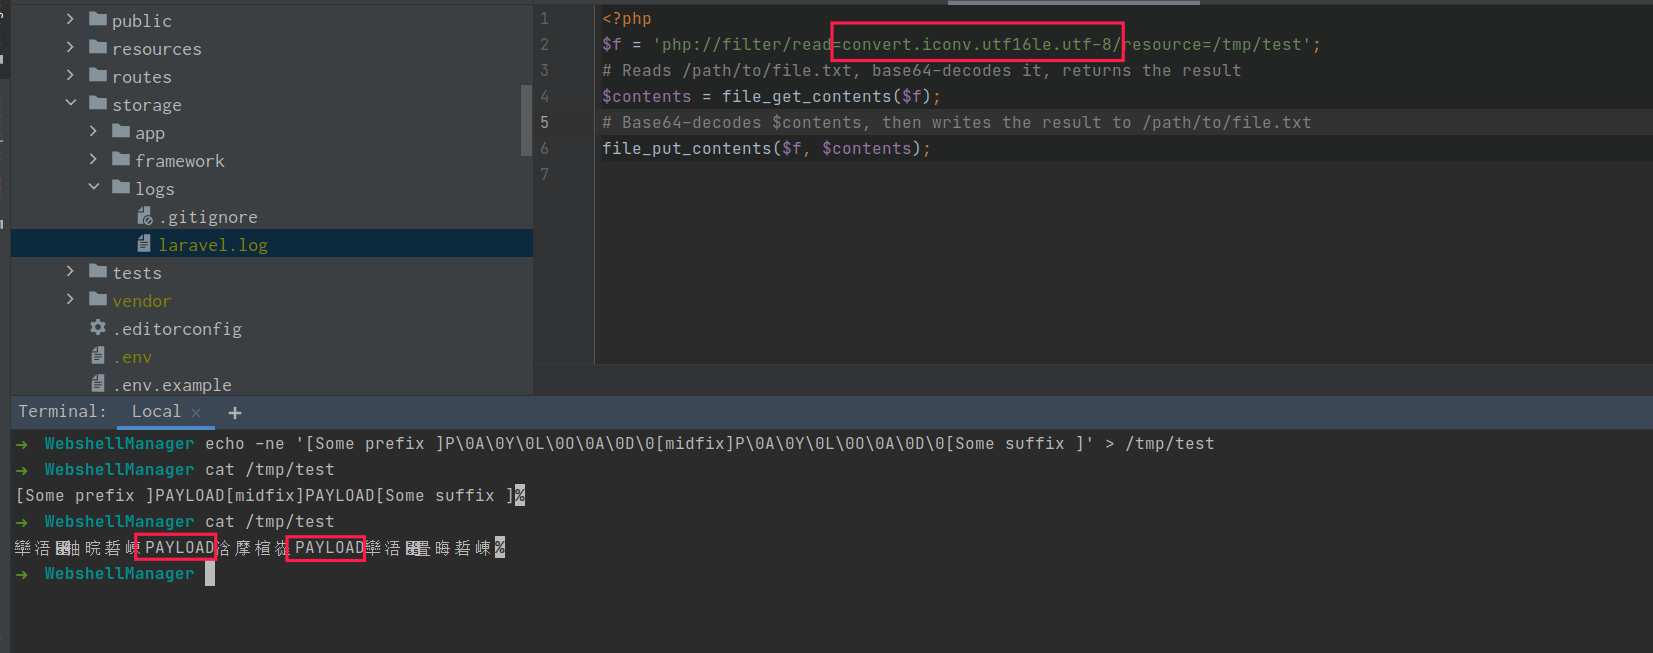 public
resources
routes
storage
app
framework
logs
.gitignore
laravel.log
tests
vendor
.editorconfig
.env
.env.example
1 <?php
2 $f = 'php://filter/read=convert.iconv.utf16le.utf-8/resource=/tmp/test';
3 # Reads /path/to/file.txt, base64-decodes it, returns the result
4 $contents = file_get_contents($f);
5 # Base64-decodes $contents, then writes the result to /path/to/file.txt
6 file_put_contents($f, $contents);
7
Terminal: Local × +
→ WebshellManager echo -ne '[Some prefix ]P\0A\0Y\0L\0O\0A\0D\0[midfix]P\0A\0Y\0L\0O\0A\0D\0[Some suffix ]' > /tmp/test
→ WebshellManager cat /tmp/test
[Some prefix ]PAYLOAD[midfix]PAYLOAD[Some suffix ]%
→ WebshellManager cat /tmp/test
PAYLOAD PAYLOAD %
→ WebshellManager